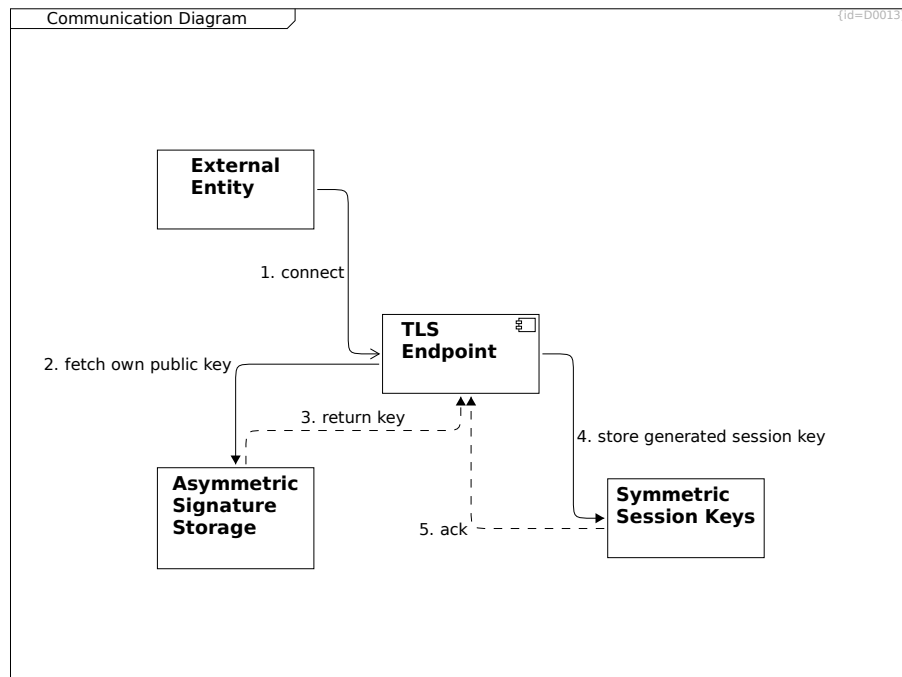 Communication Diagram
{id=D0013
External
Entity
1. connect
TLS
Endpoint
2. fetch own public key
3. return key
4. store generated session key
Asymmetric
Signature
Storage
Symmetric
Session Keys
5. ack